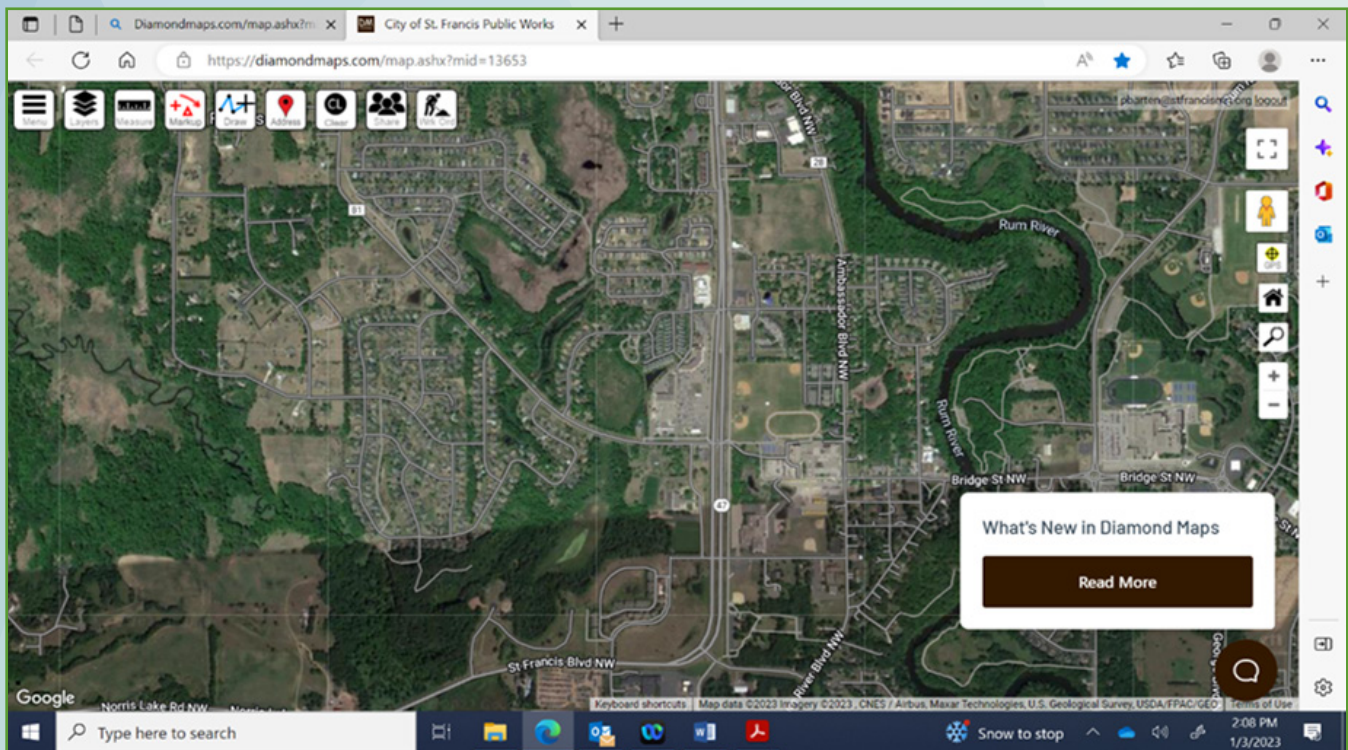 Diamondmaps.com/map.ashx?m
City of St. Francis Public Works
https://diamondmaps.com/map.ashx?mid=13653
Menu
Layers
Measure
Markup
Draw
Address
CL
Clear
Share
Wrk Ord
logout
28
81
Rum River
GPS
Ambassador Blvd NW
Rum River
Bridge St NW
Bridge St NW
47
What's New in Diamond Maps
Read More
St Francis Blvd NW
River Blvd NW
Google
Norris Lake Rd NW
Keyboard shortcuts
Map data ©2023 Imagery ©2023 , CNES / Airbus, Maxar Technologies, U.S. Geological Survey, USDA/FPAC/GEO
Terms of Use
Type here to search
Snow to stop
2:08 PM
1/3/2023